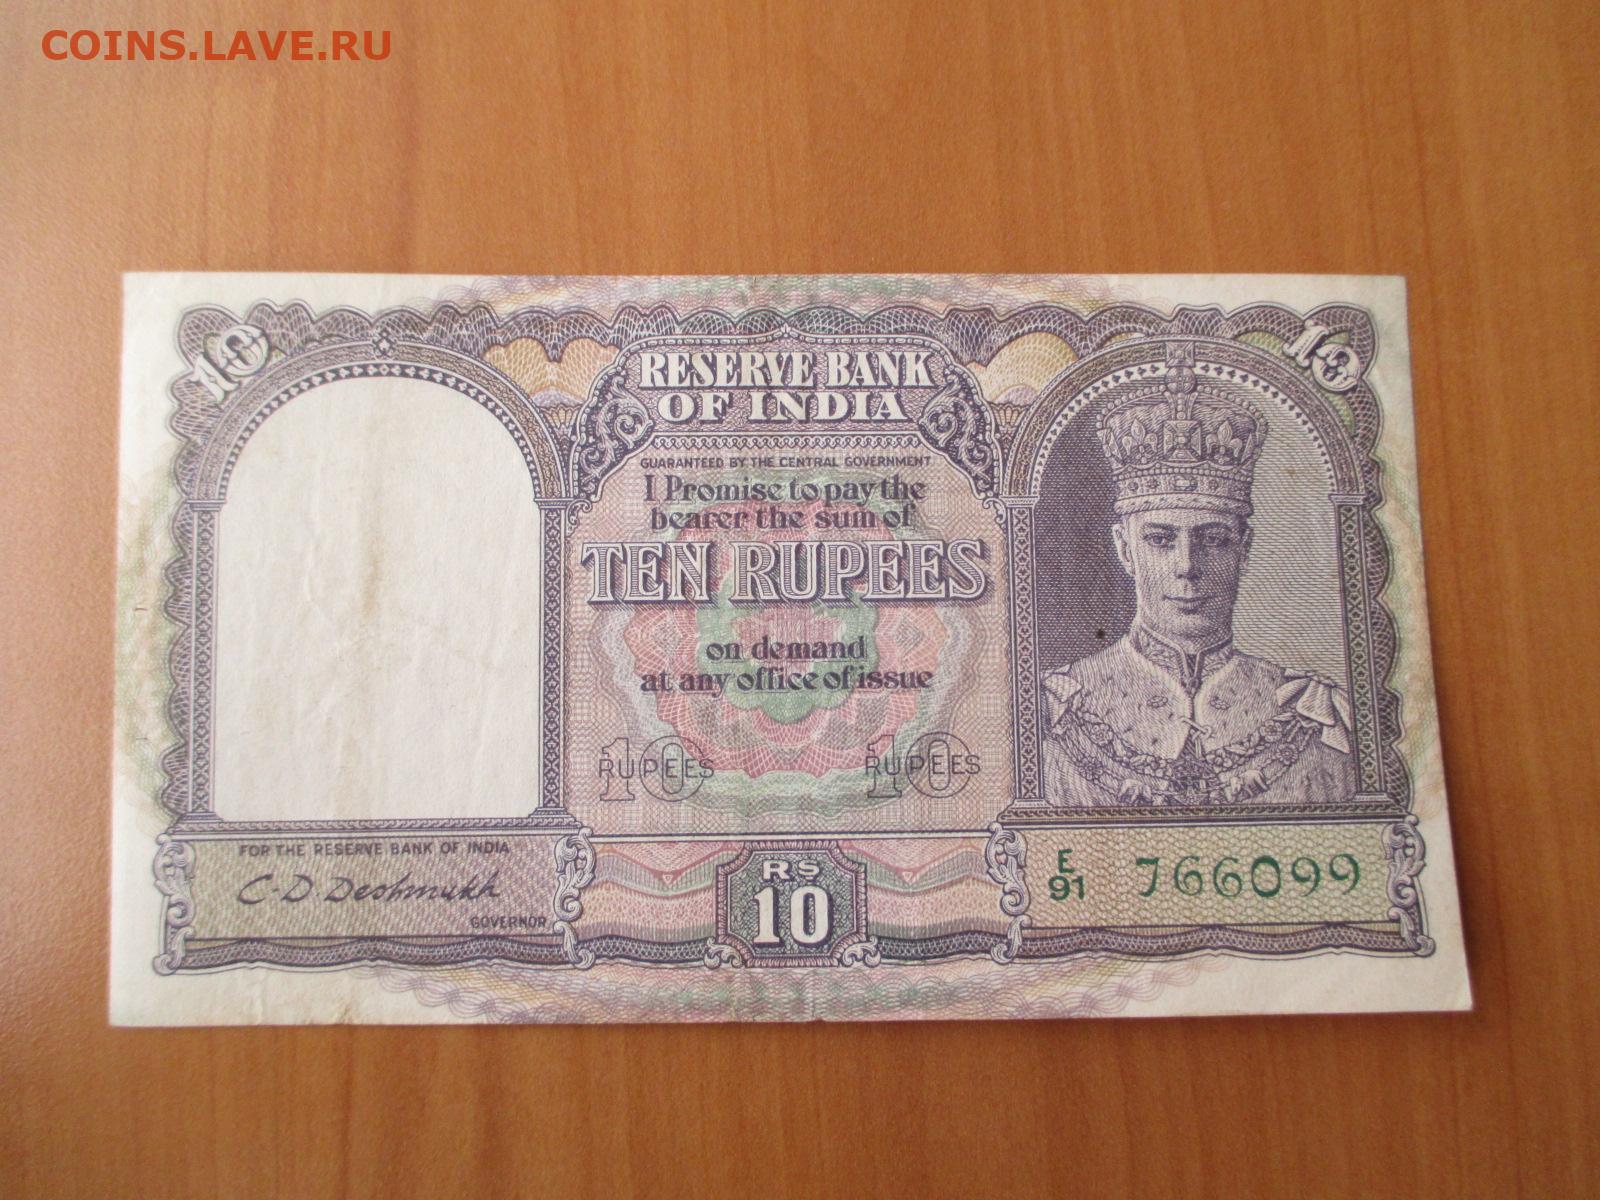 COINS.LAVE.RU
10
10
RESERVE BANK
OF INDIA
GUARANTEED BY THE CENTRAL GOVERNMENT
I Promise to pay the
bearer the sum of
TEN RUPEES
on demand
at any office of issue
10 RUPEES
10 RUPEES
FOR THE RESERVE BANK OF INDIA
C-D. Deshmukh
GOVERNOR
RS
10
E
91 766099